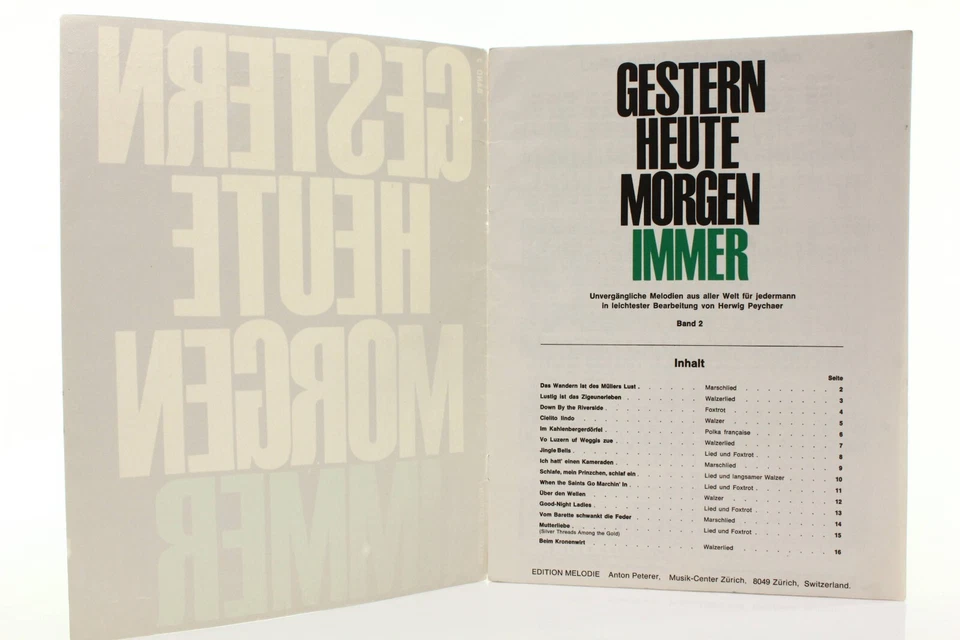 GESTERN
HEUTE
MORGEN
IMMER
GESTERN
HEUTE
MORGEN
IMMER
Unvergängliche Melodien aus aller Welt für jedermann
in leichtester Bearbeitung von Herwig Peychaer
Band 2
Inhalt
Seite
Das Wandern ist des Müllers Lust . . . . . . Marschlied . . . . . . . . . 2
Lustig ist das Zigeunerleben . . . . . . . Walzerlied . . . . . . . . . 3
Down By the Riverside . . . . . . . . Foxtrot . . . . . . . . . . 4
Cielito lindo . . . . . . . . . . . Walzer . . . . . . . . . . 5
Im Kahlenbergerdörfel . . . . . . . . Polka française . . . . . . . . 6
Vo Luzern uf Weggis zue . . . . . . . Walzerlied . . . . . . . . . 7
Jingle Bells . . . . . . . . . . . Lied und Foxtrot . . . . . . . . 8
Ich hatt' einen Kameraden . . . . . . . Marschlied . . . . . . . . . 9
Schlafe, mein Prinzchen, schlaf ein . . . . . Lied und langsamer Walzer . . . . . 10
When the Saints Go Marchin' In . . . . . . Lied und Foxtrot . . . . . . . . 11
Über den Wellen . . . . . . . . . . Walzer . . . . . . . . . . 12
Good-Night Ladies . . . . . . . . . Lied und Foxtrot . . . . . . . . 13
Vom Barette schwankt die Feder . . . . . . Marschlied . . . . . . . . . 14
Mutterliebe . . . . . . . . . . . Lied und Foxtrot . . . . . . . . 15
(Silver Threads Among the Gold)
Beim Kronenwirt . . . . . . . . . . Walzerlied . . . . . . . . . 16
EDITION MELODIE Anton Peterer, Musik-Center Zürich, 8049 Zürich, Switzerland.